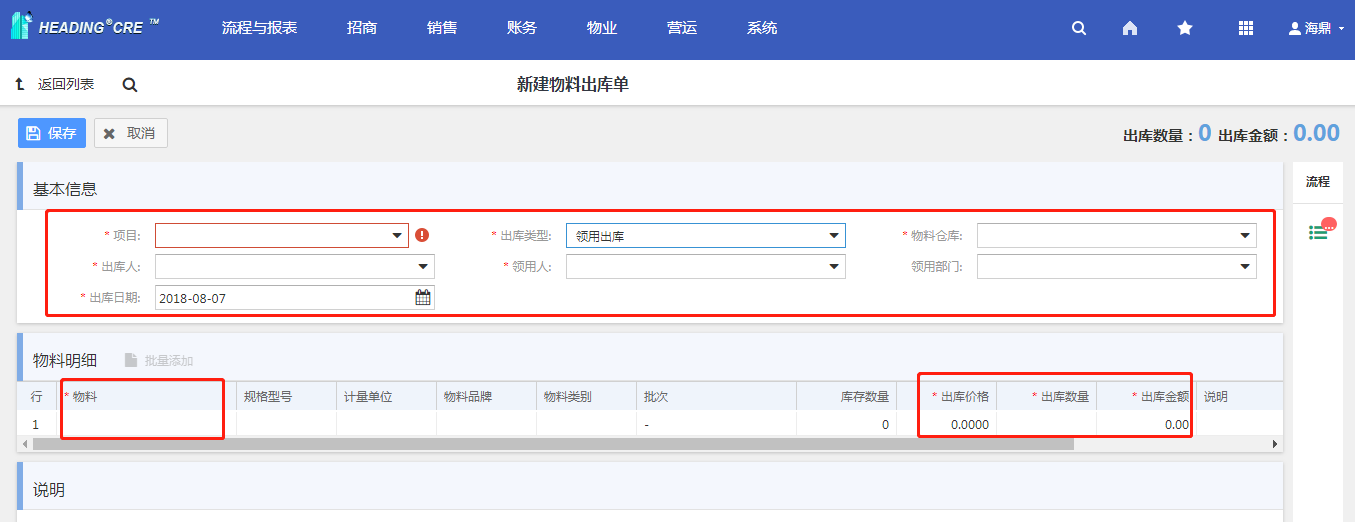 HEADING®CRE ™ 流程与报表 招商 销售 账务 物业 营运 系统 海鼎
返回列表 新建物料出库单
保存 取消 出库数量：0 出库金额：0.00
基本信息 流程
* 项目: * 出库类型: 领用出库 * 物料仓库:
* 出库人: * 领用人: 领用部门:
* 出库日期: 2018-08-07
物料明细 批量添加
行 * 物料 规格型号 计量单位 物料品牌 物料类别 批次 库存数量 * 出库价格 * 出库数量 * 出库金额 说明
1 - 0 0.0000 0.00
说明